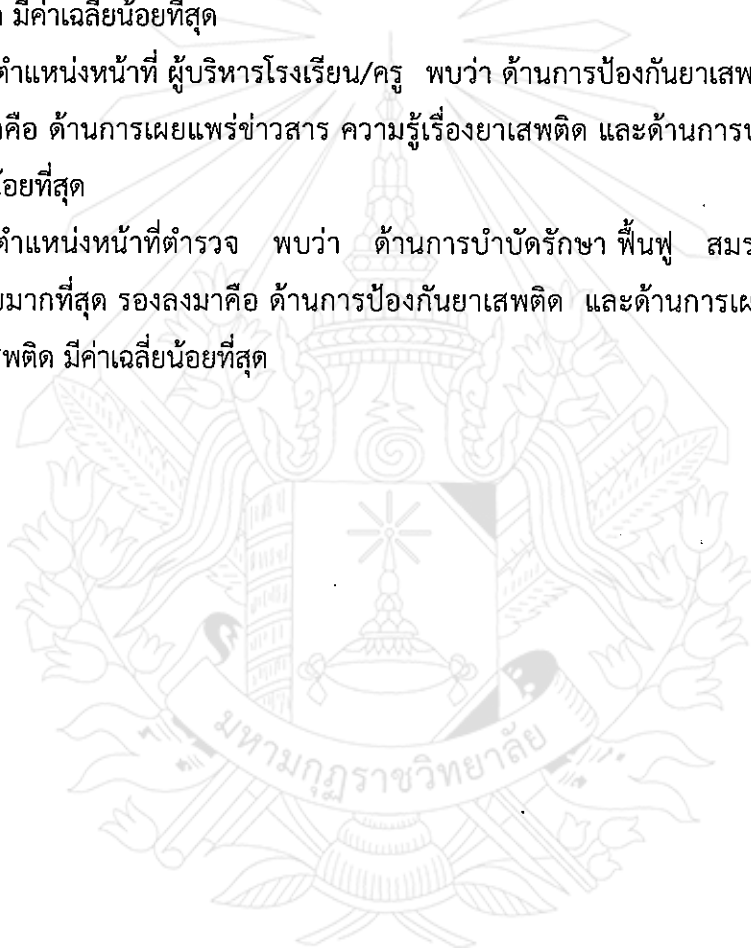 มีค่าเฉลี่ยน้อยที่สุด
ตำแหน่งหน้าที่ ผู้บริหารโรงเรียน/ครู พบว่า ด้านการป้องกันยาเสพ
คือ ด้านการเผยแพร่ข่าวสาร ความรู้เรื่องยาเสพติด และด้านการ
น้อยที่สุด
ตำแหน่งหน้าที่ตำรวจ พบว่า ด้านการบำบัดรักษา ฟื้นฟู สมร
มากที่สุด รองลงมาคือ ด้านการป้องกันยาเสพติด และด้านการเผ
พติด มีค่าเฉลี่ยน้อยที่สุด
มหามกุฏราชวิทยาลัย